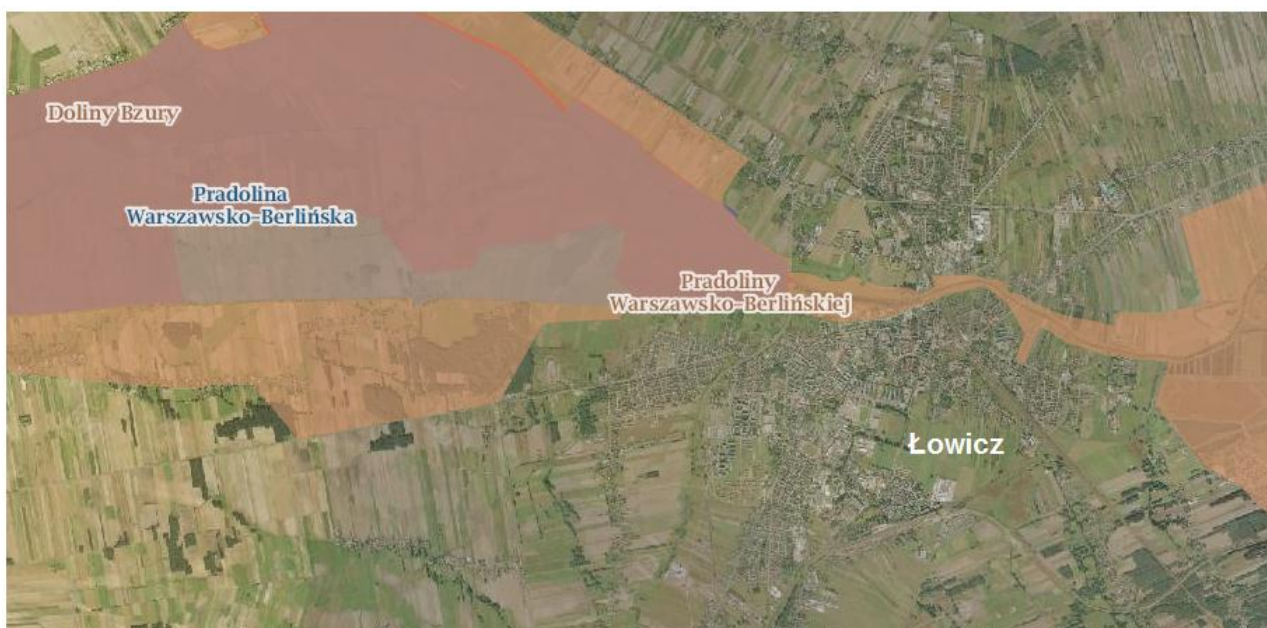 Doliny Bzury
Pradolina
Warszawsko-Berlińska
Pradoliny
Warszawsko-Berlińskiej
Łowicz